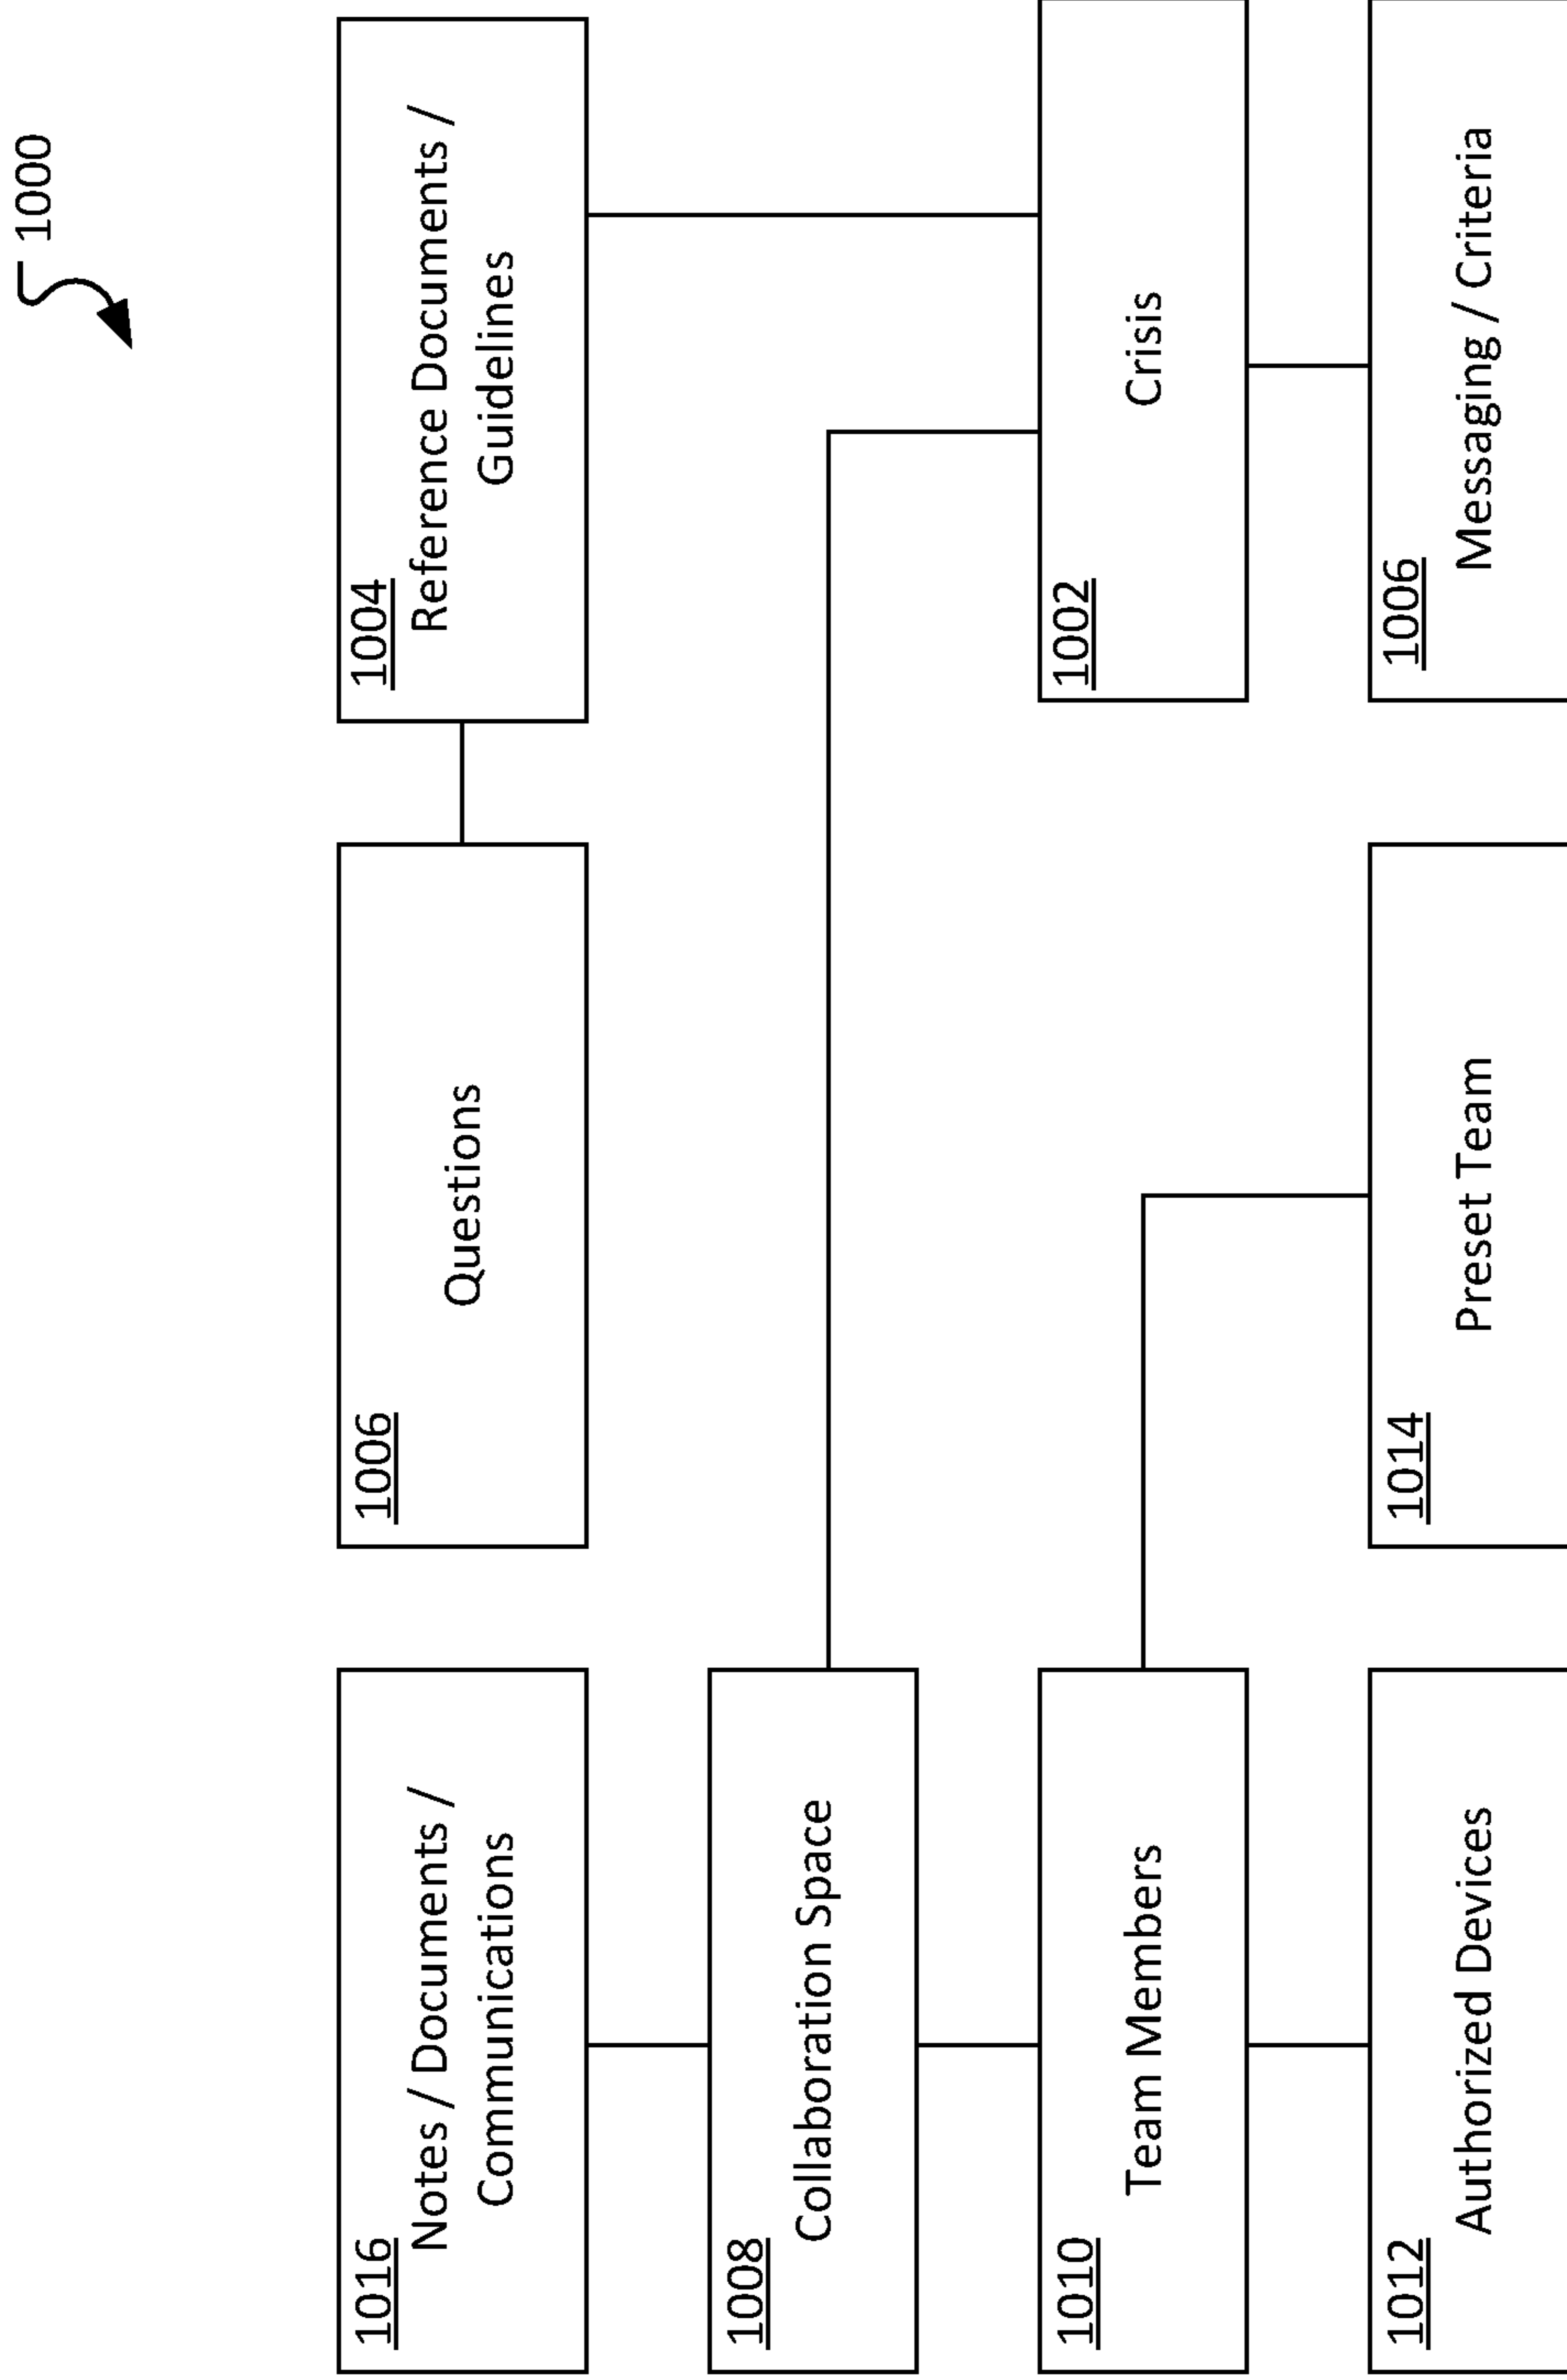 1000
1016
Notes / Documents /
Communications
1006
Questions
1004
Reference Documents /
Guidelines
1008
Collaboration Space
1010
Team Members
1002
Crisis
1012
Authorized Devices
1014
Preset Team
1006
Messaging / Criteria